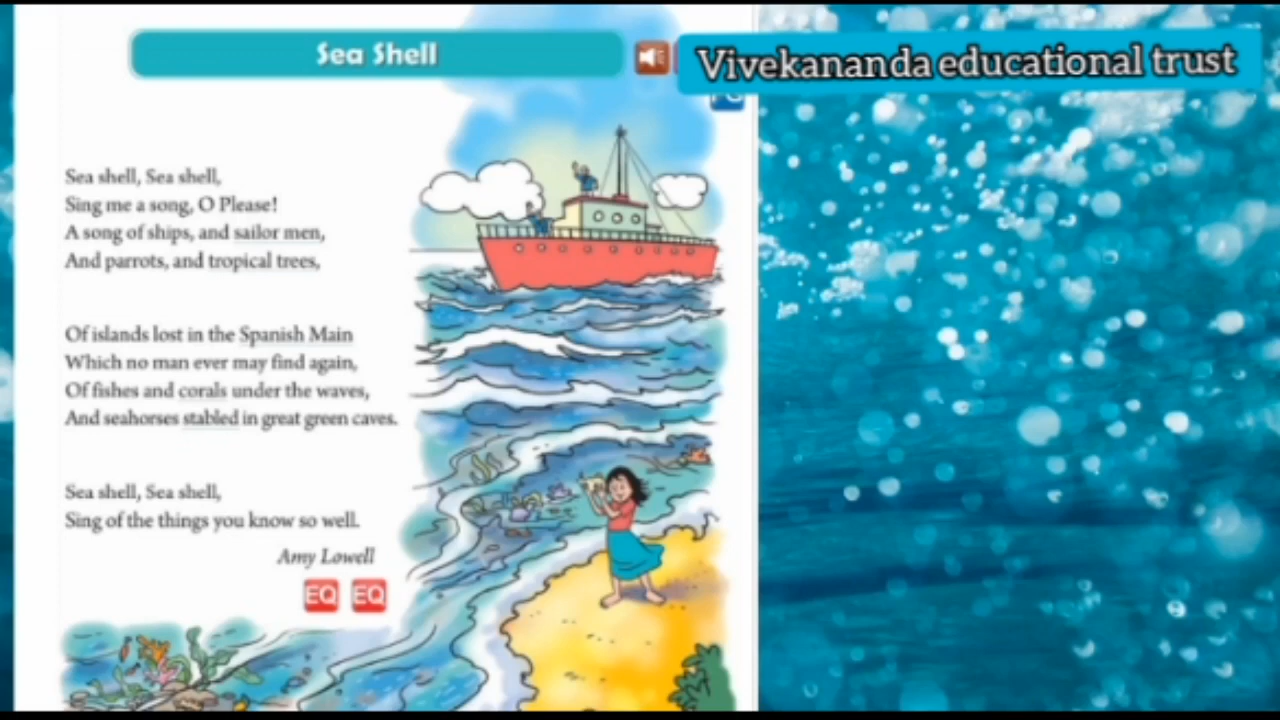 Sea Shell
Vivekananda educational trust
Sea shell, Sea shell,
Sing me a song, O Please!
A song of ships, and sailor men,
And parrots, and tropical trees,
Of islands lost in the Spanish Main
Which no man ever may find again,
Of fishes and corals under the waves,
And seahorses stabled in great green caves.
Sea shell, Sea shell,
Sing of the things you know so well.
Amy Lowell
EQ EQ